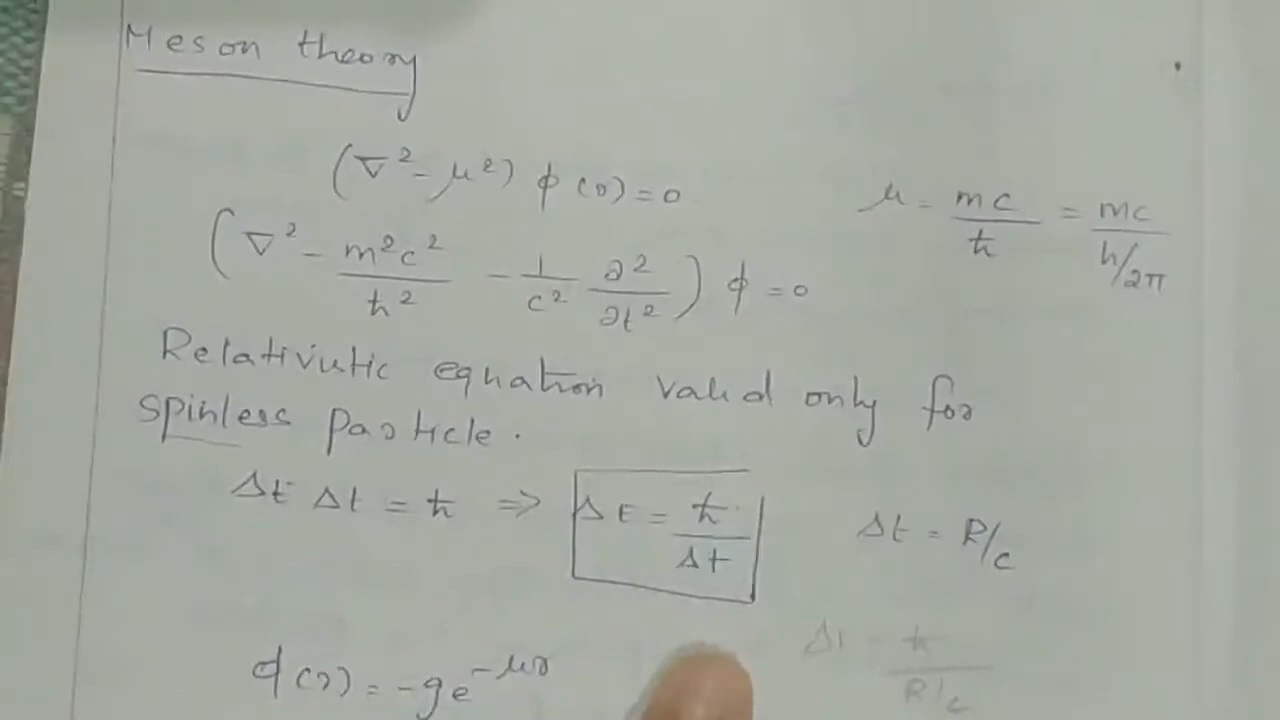 Meson theory
(∇² - μ²) ϕ(r) = 0
μ = mc/ħ = mc/(h/2π)
(∇² - m²c²/ħ² - 1/c² ∂²/∂t²) ϕ = 0
Relativistic equation valid only for
spinless particle.
ΔE Δt = ħ ⇒ ΔE = ħ/Δt
Δt = R/c
ϕ(r) = -ge^(-μr)